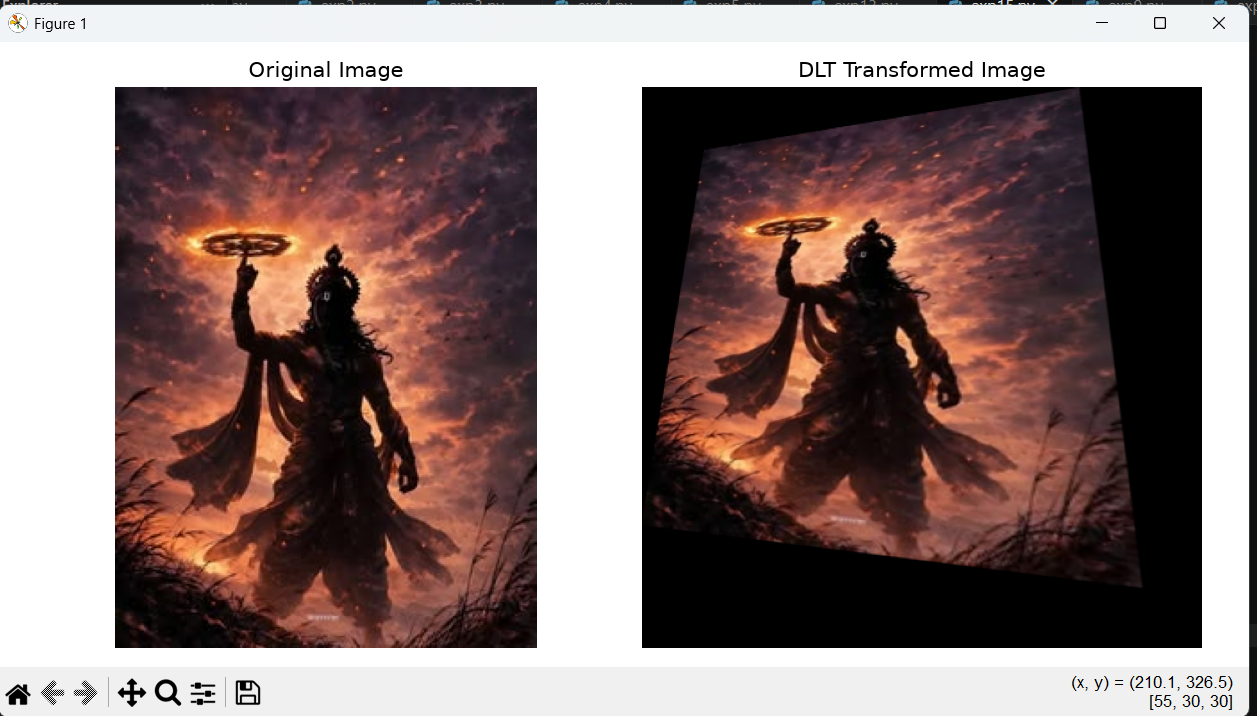 Figure 1
Original Image
DLT Transformed Image
(x, y) = (210.1, 326.5)
[55, 30, 30]